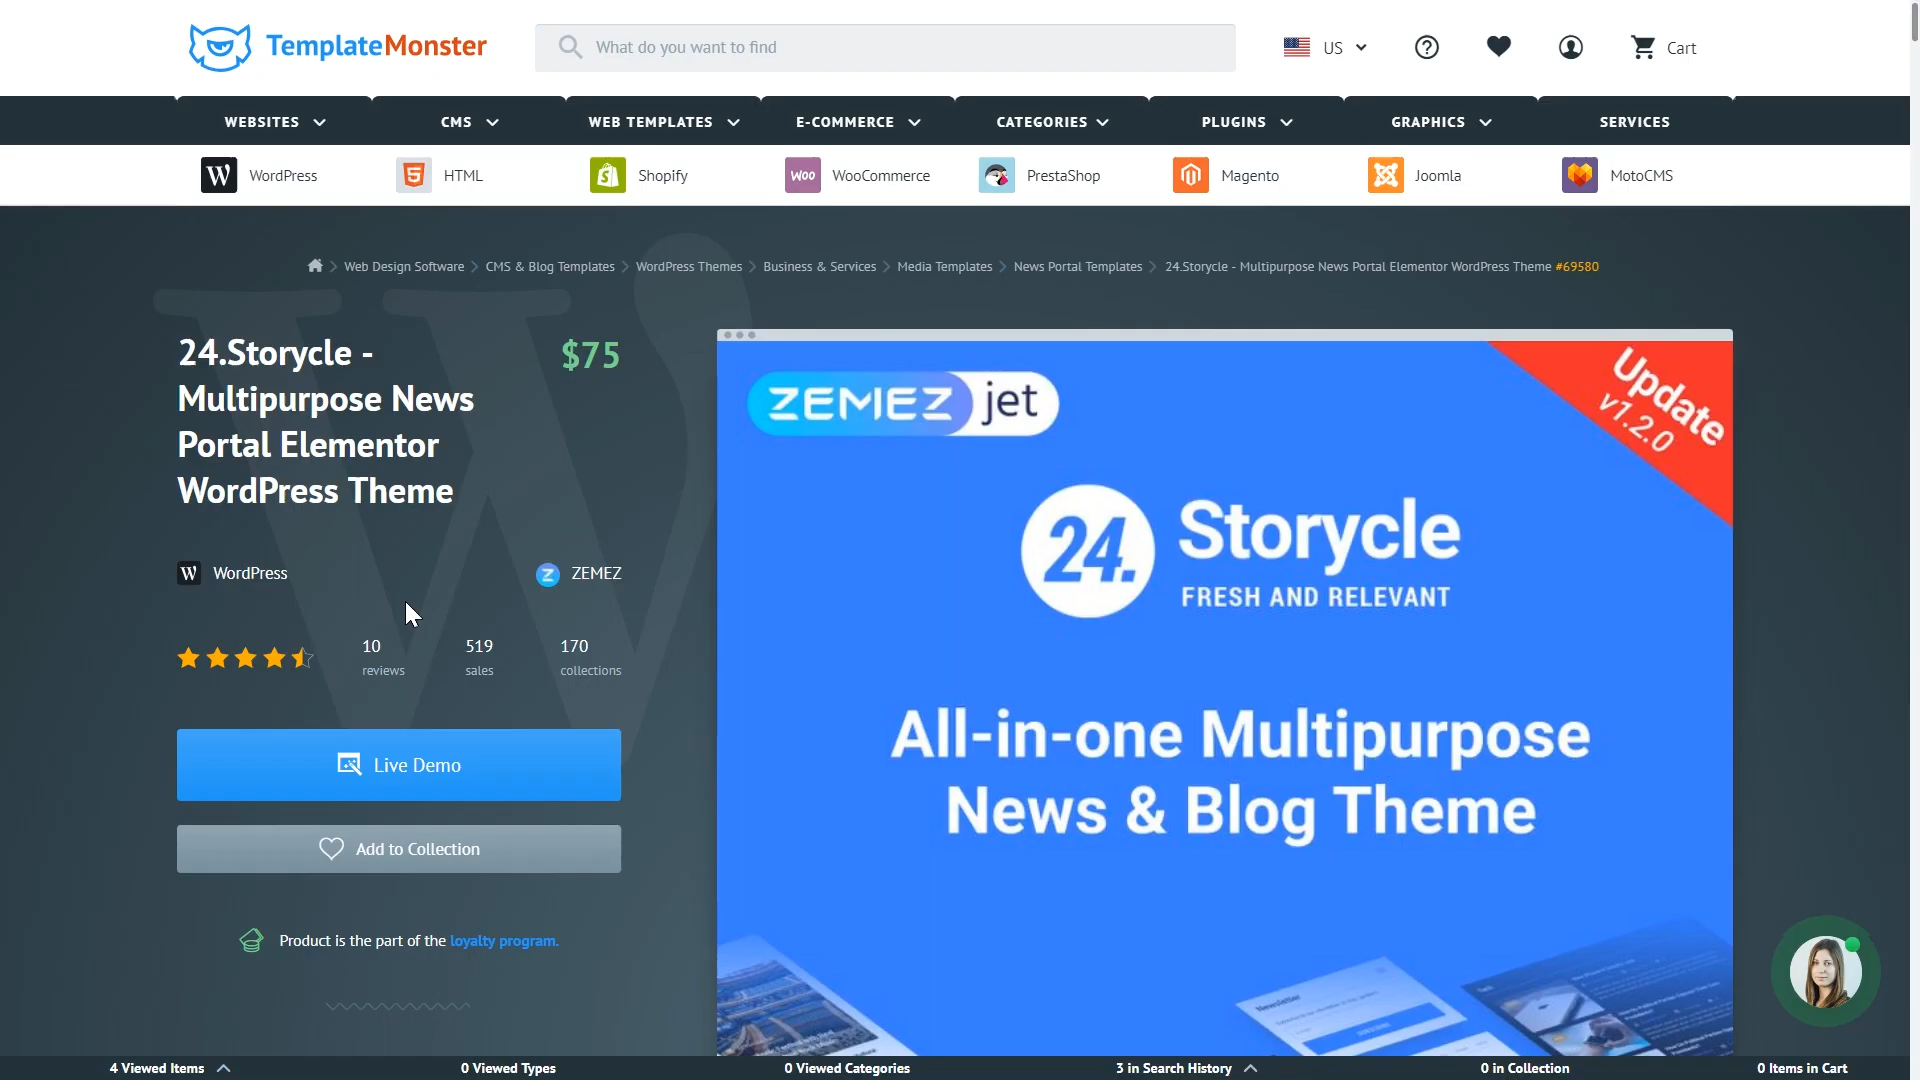 TemplateMonster
What do you want to find
US
Cart
WEBSITES
CMS
WEB TEMPLATES
E-COMMERCE
CATEGORIES
PLUGINS
GRAPHICS
SERVICES
W WordPress
5 HTML
Shopify
Woo WooCommerce
PrestaShop
Magento
Joomla
MotoCMS
Web Design Software
CMS & Blog Templates
WordPress Themes
Business & Services
Media Templates
News Portal Templates
24.Storycle - Multipurpose News Portal Elementor WordPress Theme #69580
24.Storycle -
Multipurpose News
Portal Elementor
WordPress Theme
$75
W WordPress
Z ZEMEZ
10
reviews
519
sales
170
collections
Live Demo
Add to Collection
Product is the part of the loyalty program.
ZEMEZ jet
Update
v1.2.0
24. Storycle
FRESH AND RELEVANT
All-in-one Multipurpose
News & Blog Theme
Newsletter
4 Viewed Items
0 Viewed Types
0 Viewed Categories
3 in Search History
0 in Collection
0 Items in Cart